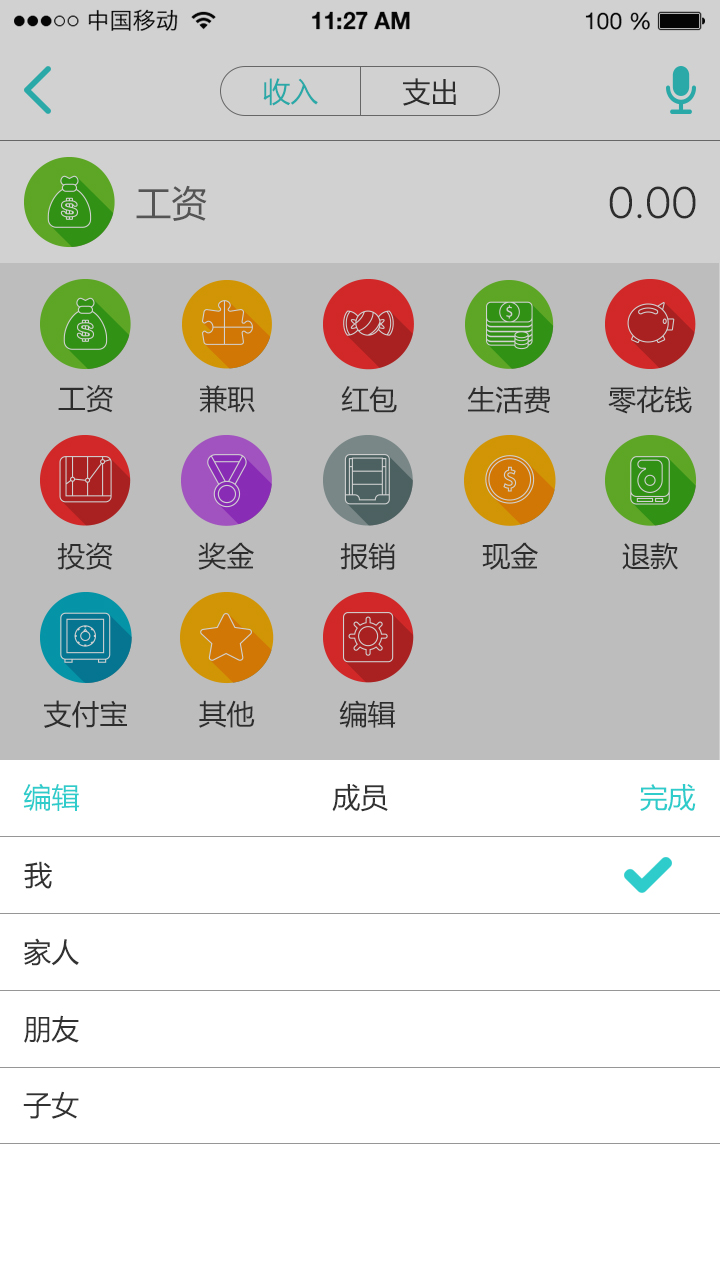 中国移动 11:27 AM 100 %
收入 支出
工资 0.00
工资 兼职 红包 生活费 零花钱
投资 奖金 报销 现金 退款
支付宝 其他 编辑
编辑 成员 完成
我
家人
朋友
子女